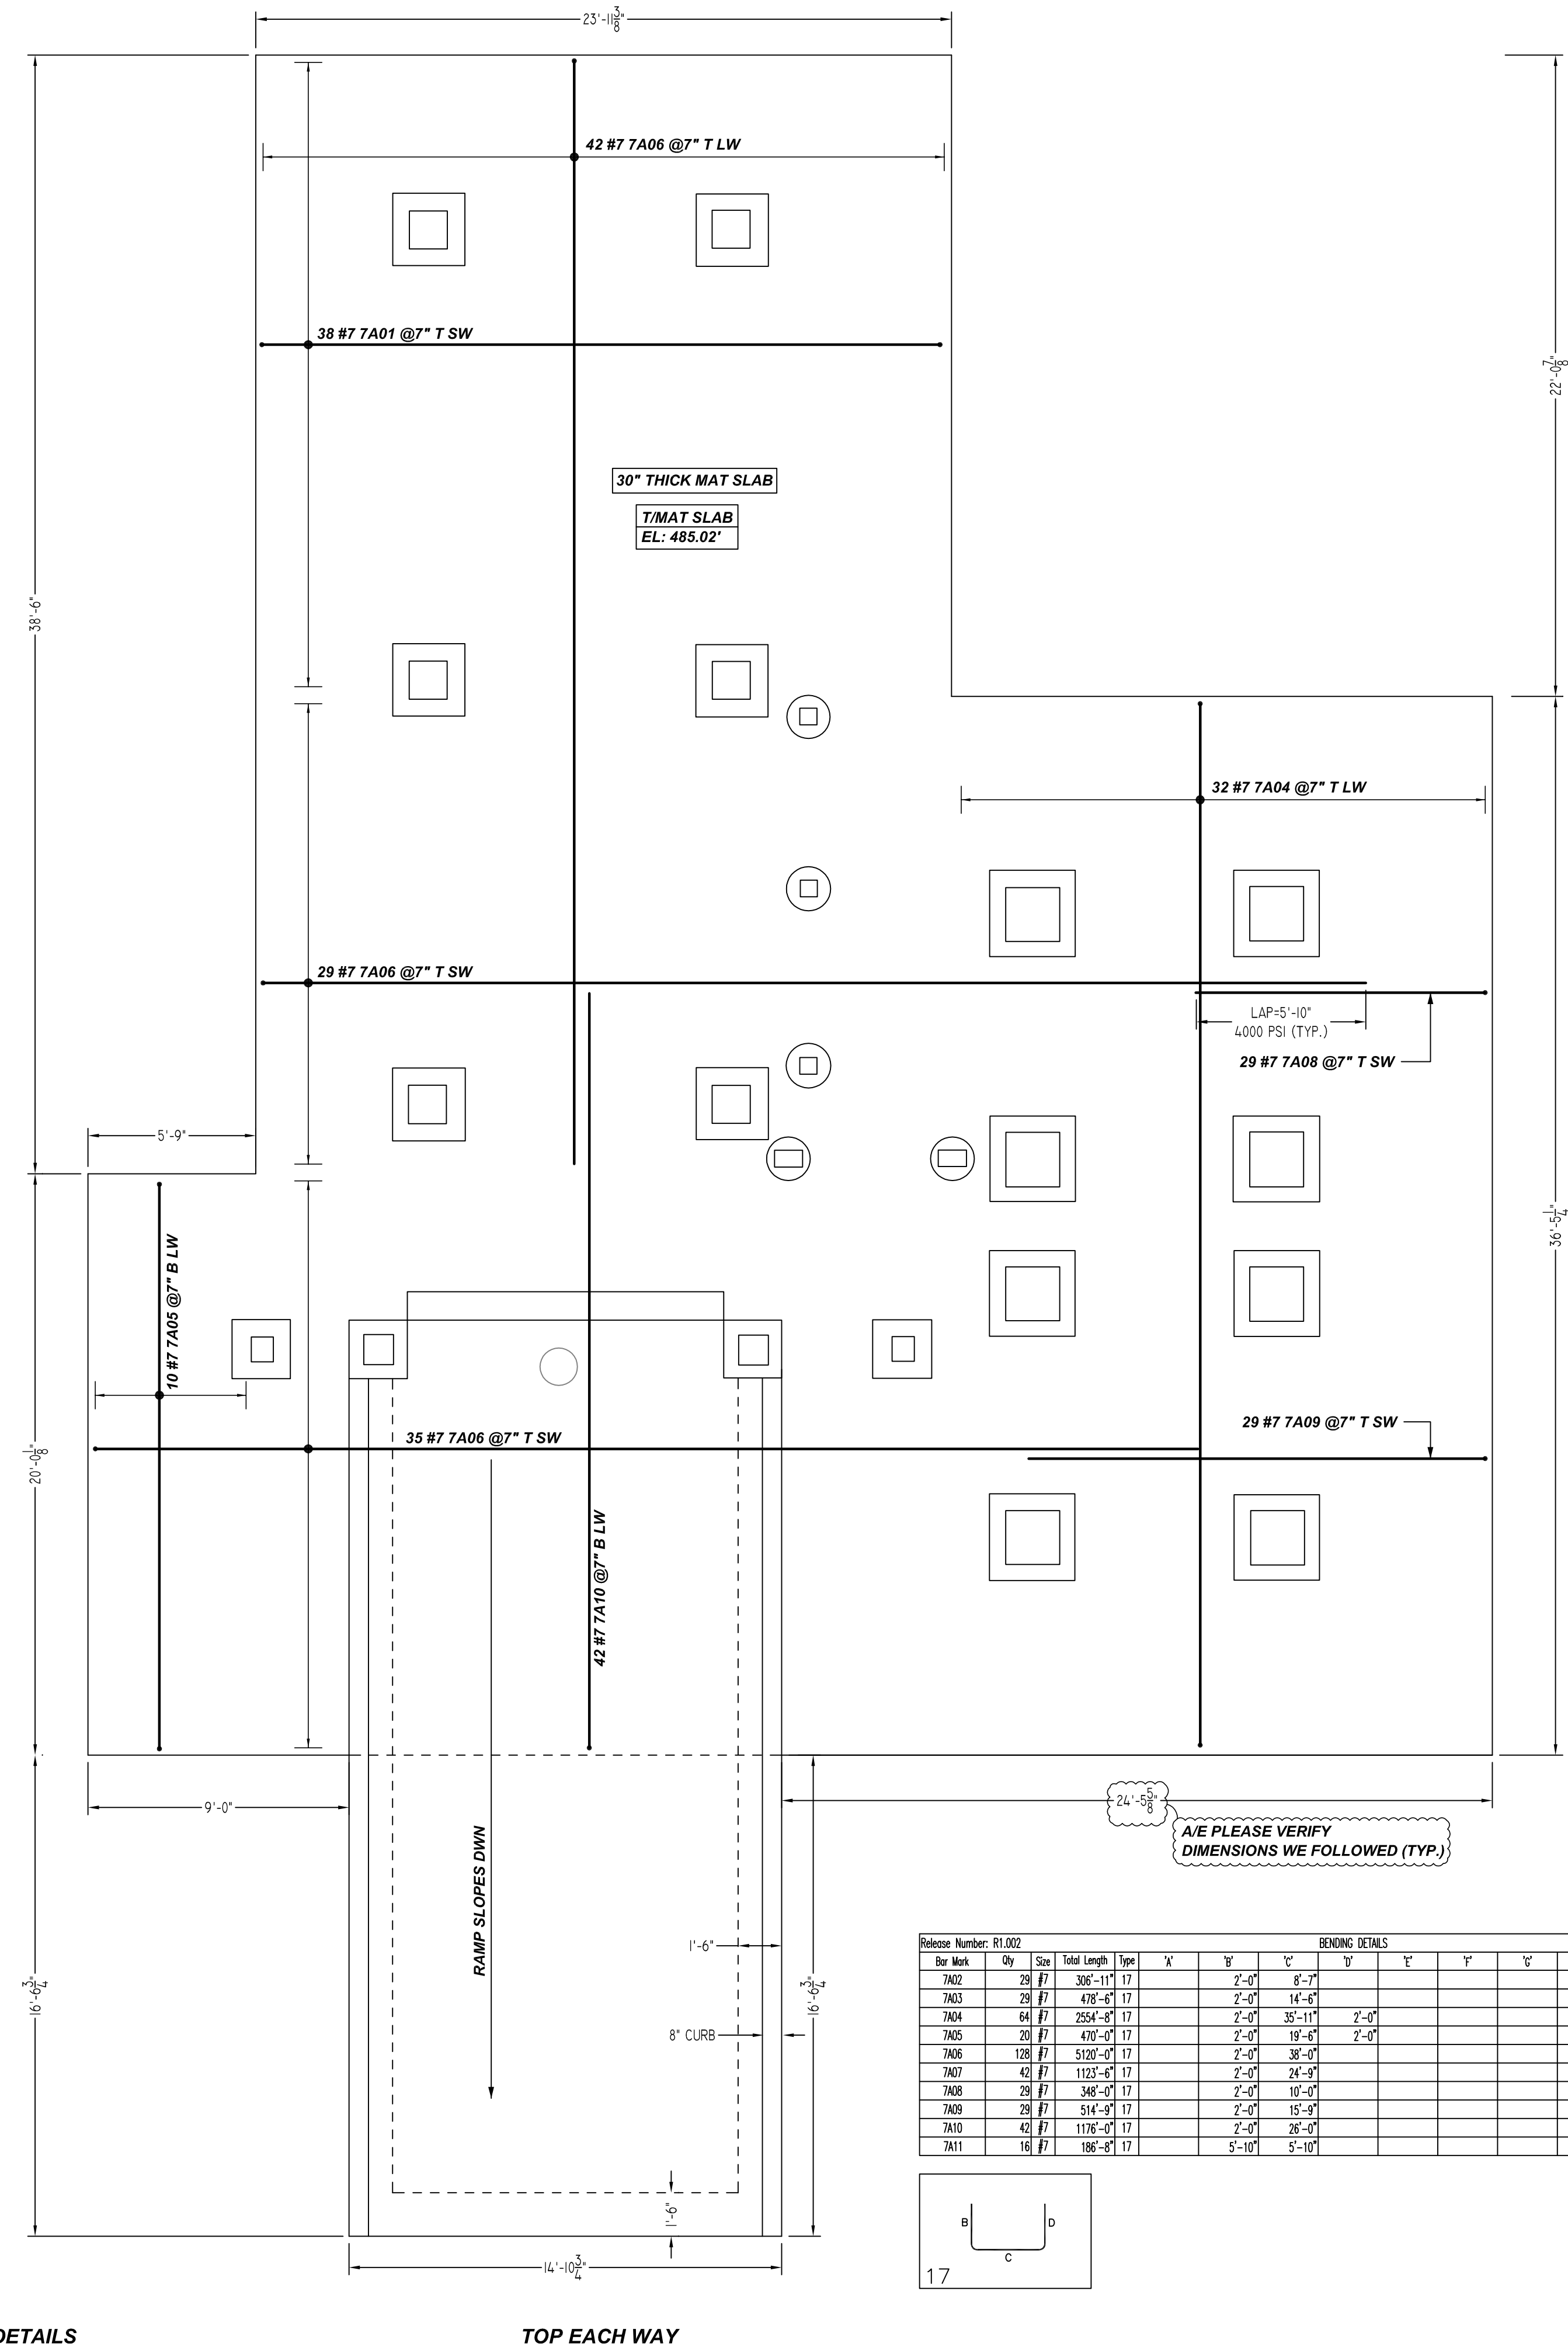 23'-11 3/8"
42 #7 7A06 @7" T LW
38 #7 7A01 @7" T SW
22'-0 7/8"
30" THICK MAT SLAB
T/MAT SLAB
EL: 485.02'
38'-6"
32 #7 7A04 @7" T LW
29 #7 7A06 @7" T SW
LAP=5'-10"
4000 PSI (TYP.)
29 #7 7A08 @7" T SW
5'-9"
36'-5 1/4"
10 #7 7A05 @7" B LW
29 #7 7A09 @7" T SW
35 #7 7A06 @7" T SW
20'-0 1/8"
42 #7 7A10 @7" B LW
9'-0"
24'-5 5/8"
A/E PLEASE VERIFY
DIMENSIONS WE FOLLOWED (TYP.)
RAMP SLOPES DWN
1'-6"
16'-6 3/4"
16'-6 3/4"
8" CURB
1'-6"
14'-10 3/4"
Release Number: R1.002 BENDING DETAILS
Bar Mark Qty Size Total Length Type 'A' 'B' 'C' 'D' 'E' 'F' 'G'
7A02 29 #7 306'-11" 17 2'-0" 8'-7"
7A03 29 #7 478'-6" 17 2'-0" 14'-6"
7A04 64 #7 2554'-8" 17 2'-0" 35'-11" 2'-0"
7A05 20 #7 470'-0" 17 2'-0" 19'-6" 2'-0"
7A06 128 #7 5120'-0" 17 2'-0" 38'-0"
7A07 42 #7 1123'-6" 17 2'-0" 24'-9"
7A08 29 #7 348'-0" 17 2'-0" 10'-0"
7A09 29 #7 514'-9" 17 2'-0" 15'-9"
7A10 42 #7 1176'-0" 17 2'-0" 26'-0"
7A11 16 #7 186'-8" 17 5'-10" 5'-10"
B
D
C
17
DETAILS
TOP EACH WAY